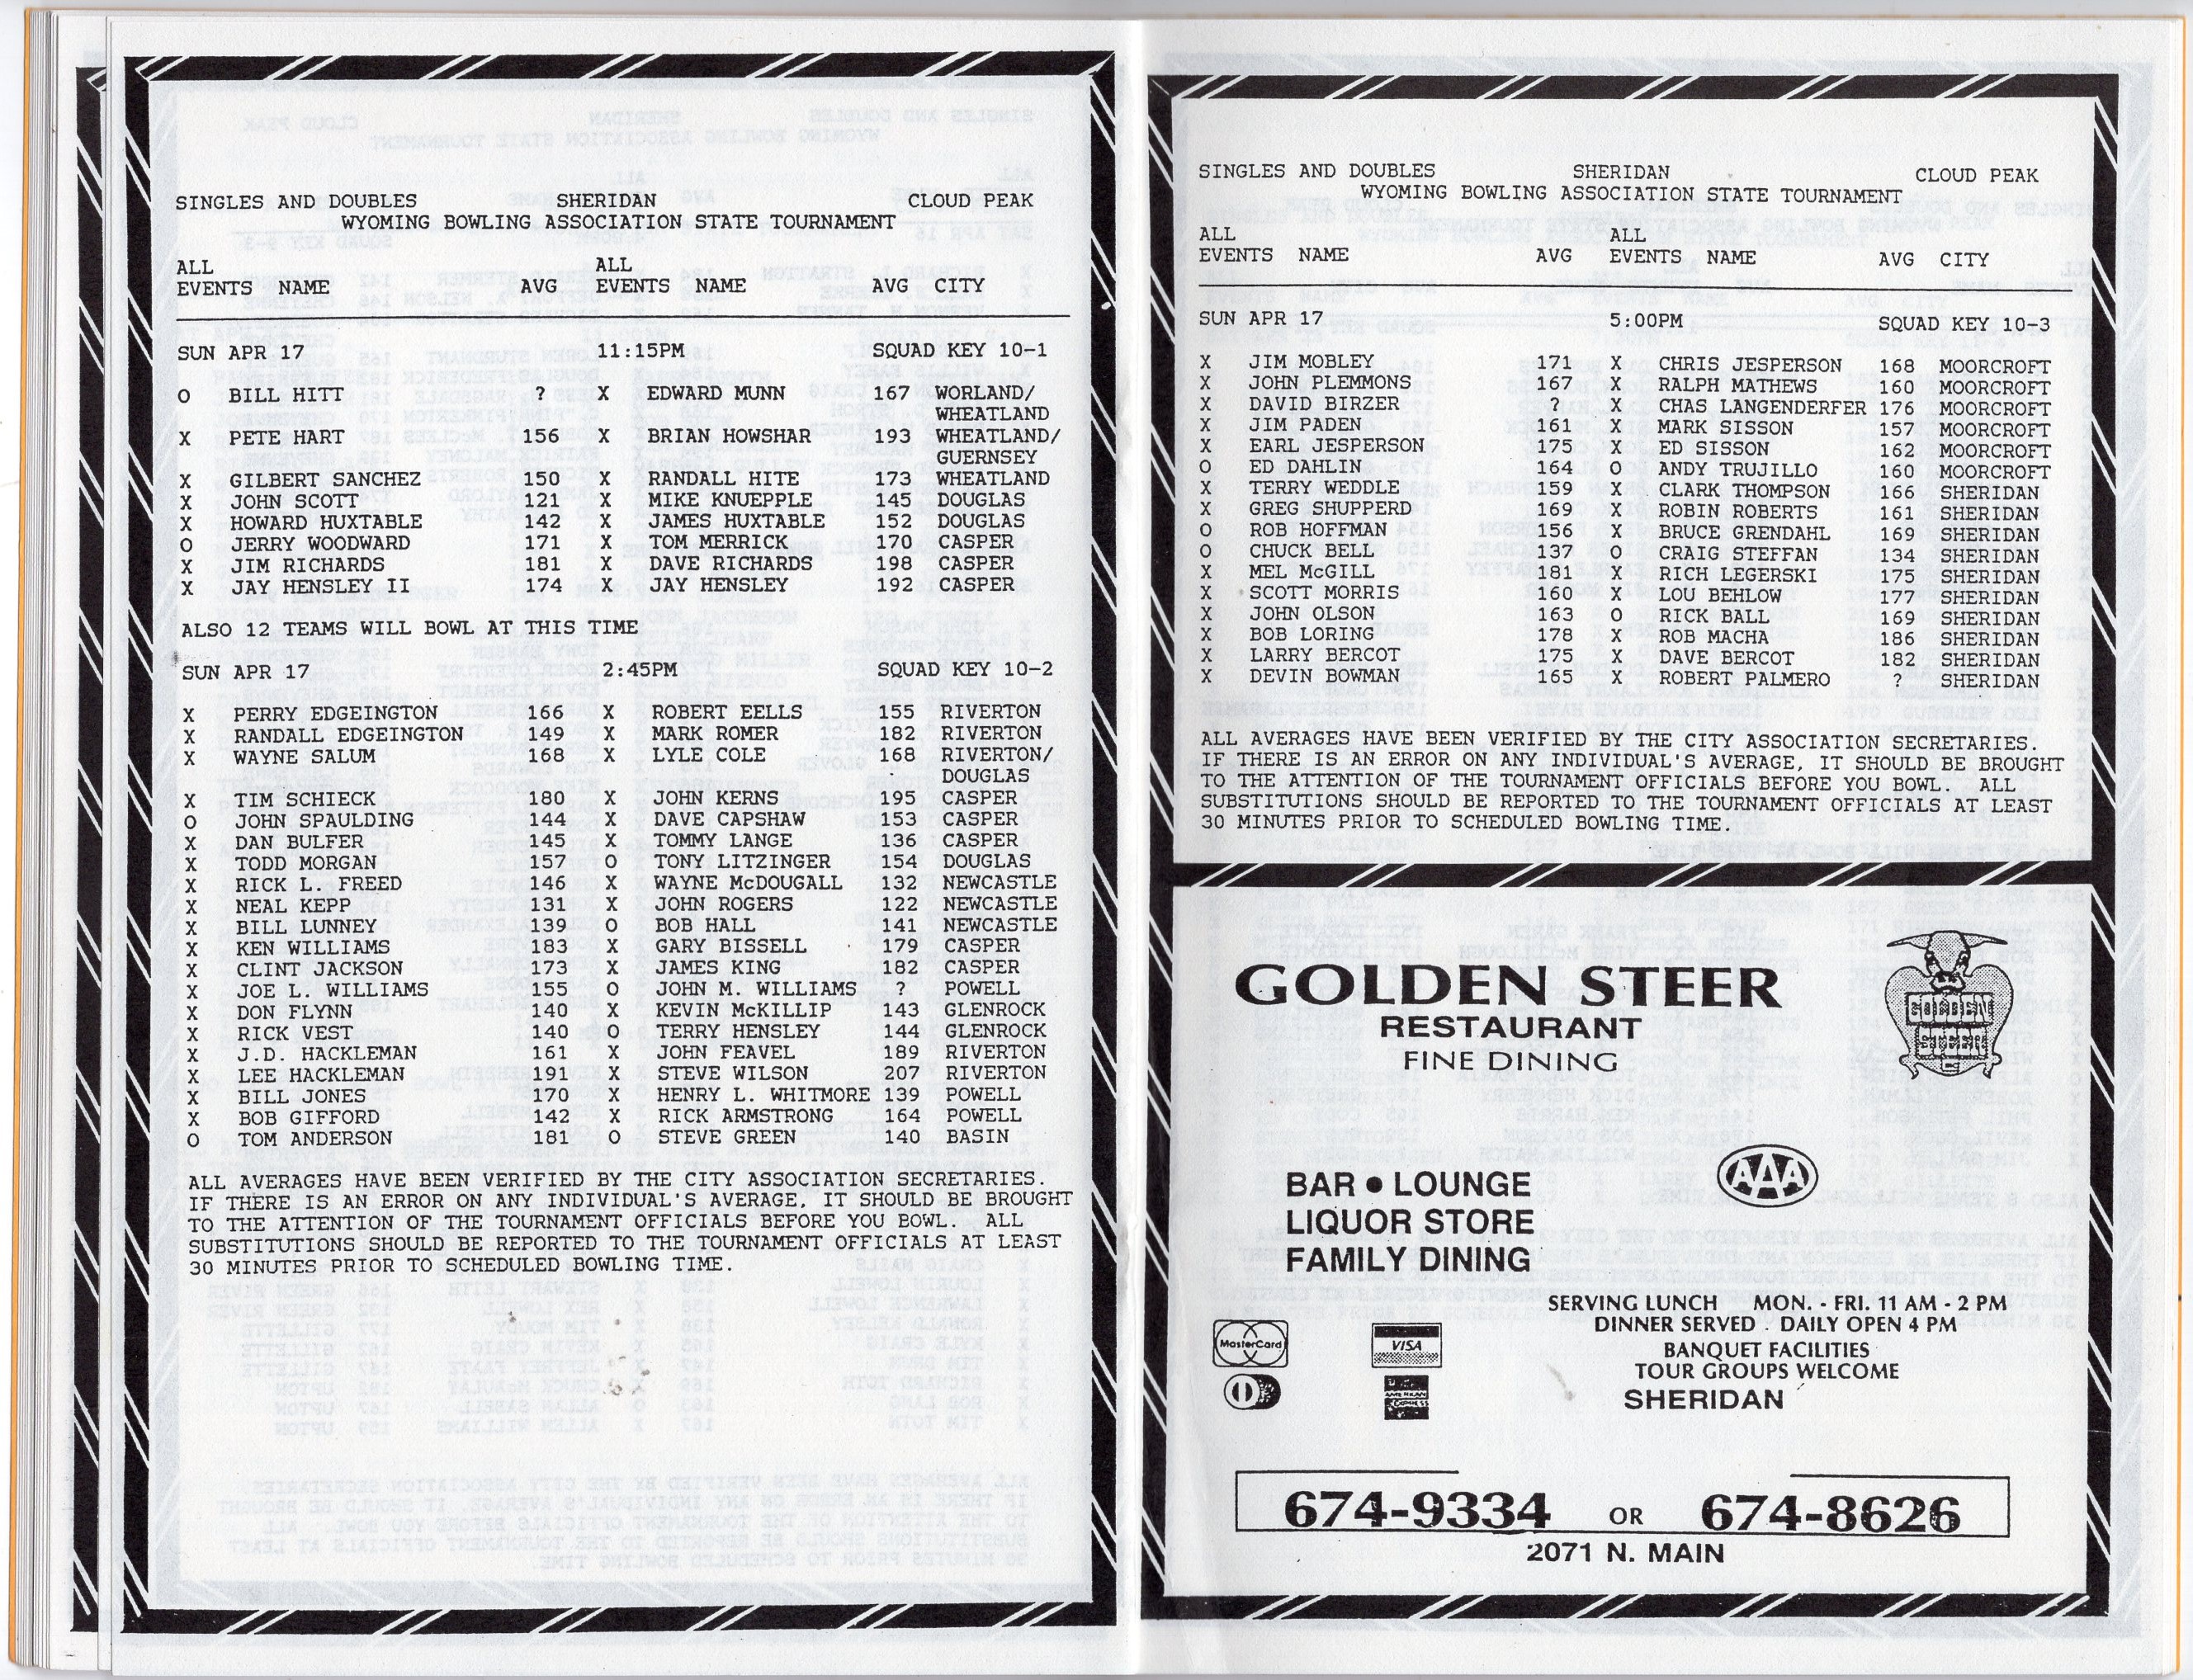 SINGLES AND DOUBLES SHERIDAN CLOUD PEAK
WYOMING BOWLING ASSOCIATION STATE TOURNAMENT
ALL ALL
EVENTS NAME AVG EVENTS NAME AVG CITY
SUN APR 17 11:15PM SQUAD KEY 10-1
O BILL HITT ? X EDWARD MUNN 167 WORLAND/
WHEATLAND
X PETE HART 156 X BRIAN HOWSHAR 193 WHEATLAND/
GUERNSEY
X GILBERT SANCHEZ 150 X RANDALL HITE 173 WHEATLAND
X JOHN SCOTT 121 X MIKE KNUEPPLE 145 DOUGLAS
X HOWARD HUXTABLE 142 X JAMES HUXTABLE 152 DOUGLAS
O JERRY WOODWARD 171 X TOM MERRICK 170 CASPER
X JIM RICHARDS 181 X DAVE RICHARDS 198 CASPER
X JAY HENSLEY II 174 X JAY HENSLEY 192 CASPER
ALSO 12 TEAMS WILL BOWL AT THIS TIME
SUN APR 17 2:45PM SQUAD KEY 10-2
X PERRY EDGEINGTON 166 X ROBERT EELLS 155 RIVERTON
X RANDALL EDGEINGTON 149 X MARK ROMER 182 RIVERTON
X WAYNE SALUM 168 X LYLE COLE 168 RIVERTON/
DOUGLAS
X TIM SCHIECK 180 X JOHN KERNS 195 CASPER
O JOHN SPAULDING 144 X DAVE CAPSHAW 153 CASPER
X DAN BULFER 145 X TOMMY LANGE 136 CASPER
X TODD MORGAN 157 O TONY LITZINGER 154 DOUGLAS
X RICK L. FREED 146 X WAYNE McDOUGALL 132 NEWCASTLE
X NEAL KEPP 131 X JOHN ROGERS 122 NEWCASTLE
X BILL LUNNEY 139 O BOB HALL 141 NEWCASTLE
X KEN WILLIAMS 183 X GARY BISSELL 179 CASPER
X CLINT JACKSON 173 X JAMES KING 182 CASPER
X JOE L. WILLIAMS 155 O JOHN M. WILLIAMS ? POWELL
X DON FLYNN 140 X KEVIN McKILLIP 143 GLENROCK
X RICK VEST 140 O TERRY HENSLEY 144 GLENROCK
X J.D. HACKLEMAN 161 X JOHN FEAVEL 189 RIVERTON
X LEE HACKLEMAN 191 X STEVE WILSON 207 RIVERTON
X BILL JONES 170 X HENRY L. WHITMORE 139 POWELL
X BOB GIFFORD 142 X RICK ARMSTRONG 164 POWELL
O TOM ANDERSON 181 O STEVE GREEN 140 BASIN
ALL AVERAGES HAVE BEEN VERIFIED BY THE CITY ASSOCIATION SECRETARIES.
IF THERE IS AN ERROR ON ANY INDIVIDUAL'S AVERAGE, IT SHOULD BE BROUGHT
TO THE ATTENTION OF THE TOURNAMENT OFFICIALS BEFORE YOU BOWL. ALL
SUBSTITUTIONS SHOULD BE REPORTED TO THE TOURNAMENT OFFICIALS AT LEAST
30 MINUTES PRIOR TO SCHEDULED BOWLING TIME.
SINGLES AND DOUBLES SHERIDAN CLOUD PEAK
WYOMING BOWLING ASSOCIATION STATE TOURNAMENT
ALL ALL
EVENTS NAME AVG EVENTS NAME AVG CITY
SUN APR 17 5:00PM SQUAD KEY 10-3
X JIM MOBLEY 171 X CHRIS JESPERSON 168 MOORCROFT
X JOHN PLEMMONS 167 X RALPH MATHEWS 160 MOORCROFT
X DAVID BIRZER ? X CHAS LANGENDERFER 176 MOORCROFT
X JIM PADEN 161 X MARK SISSON 157 MOORCROFT
X EARL JESPERSON 175 X ED SISSON 162 MOORCROFT
O ED DAHLIN 164 O ANDY TRUJILLO 160 MOORCROFT
X TERRY WEDDLE 159 X CLARK THOMPSON 166 SHERIDAN
X GREG SHUPPERD 169 X ROBIN ROBERTS 161 SHERIDAN
O ROB HOFFMAN 156 X BRUCE GRENDAHL 169 SHERIDAN
O CHUCK BELL 137 O CRAIG STEFFAN 134 SHERIDAN
X MEL McGILL 181 X RICH LEGERSKI 175 SHERIDAN
X SCOTT MORRIS 160 X LOU BEHLOW 177 SHERIDAN
X JOHN OLSON 163 O RICK BALL 169 SHERIDAN
X BOB LORING 178 X ROB MACHA 186 SHERIDAN
X LARRY BERCOT 175 X DAVE BERCOT 182 SHERIDAN
X DEVIN BOWMAN 165 X ROBERT PALMERO ? SHERIDAN
ALL AVERAGES HAVE BEEN VERIFIED BY THE CITY ASSOCIATION SECRETARIES.
IF THERE IS AN ERROR ON ANY INDIVIDUAL'S AVERAGE, IT SHOULD BE BROUGHT
TO THE ATTENTION OF THE TOURNAMENT OFFICIALS BEFORE YOU BOWL. ALL
SUBSTITUTIONS SHOULD BE REPORTED TO THE TOURNAMENT OFFICIALS AT LEAST
30 MINUTES PRIOR TO SCHEDULED BOWLING TIME.
GOLDEN STEER
RESTAURANT
FINE DINING
GOLDEN
STEER
AAA
BAR • LOUNGE
LIQUOR STORE
FAMILY DINING
SERVING LUNCH MON. - FRI. 11 AM - 2 PM
DINNER SERVED . DAILY OPEN 4 PM
BANQUET FACILITIES
TOUR GROUPS WELCOME
SHERIDAN
MasterCard
VISA
AMERICAN
EXPRESS
674-9334 OR 674-8626
2071 N. MAIN